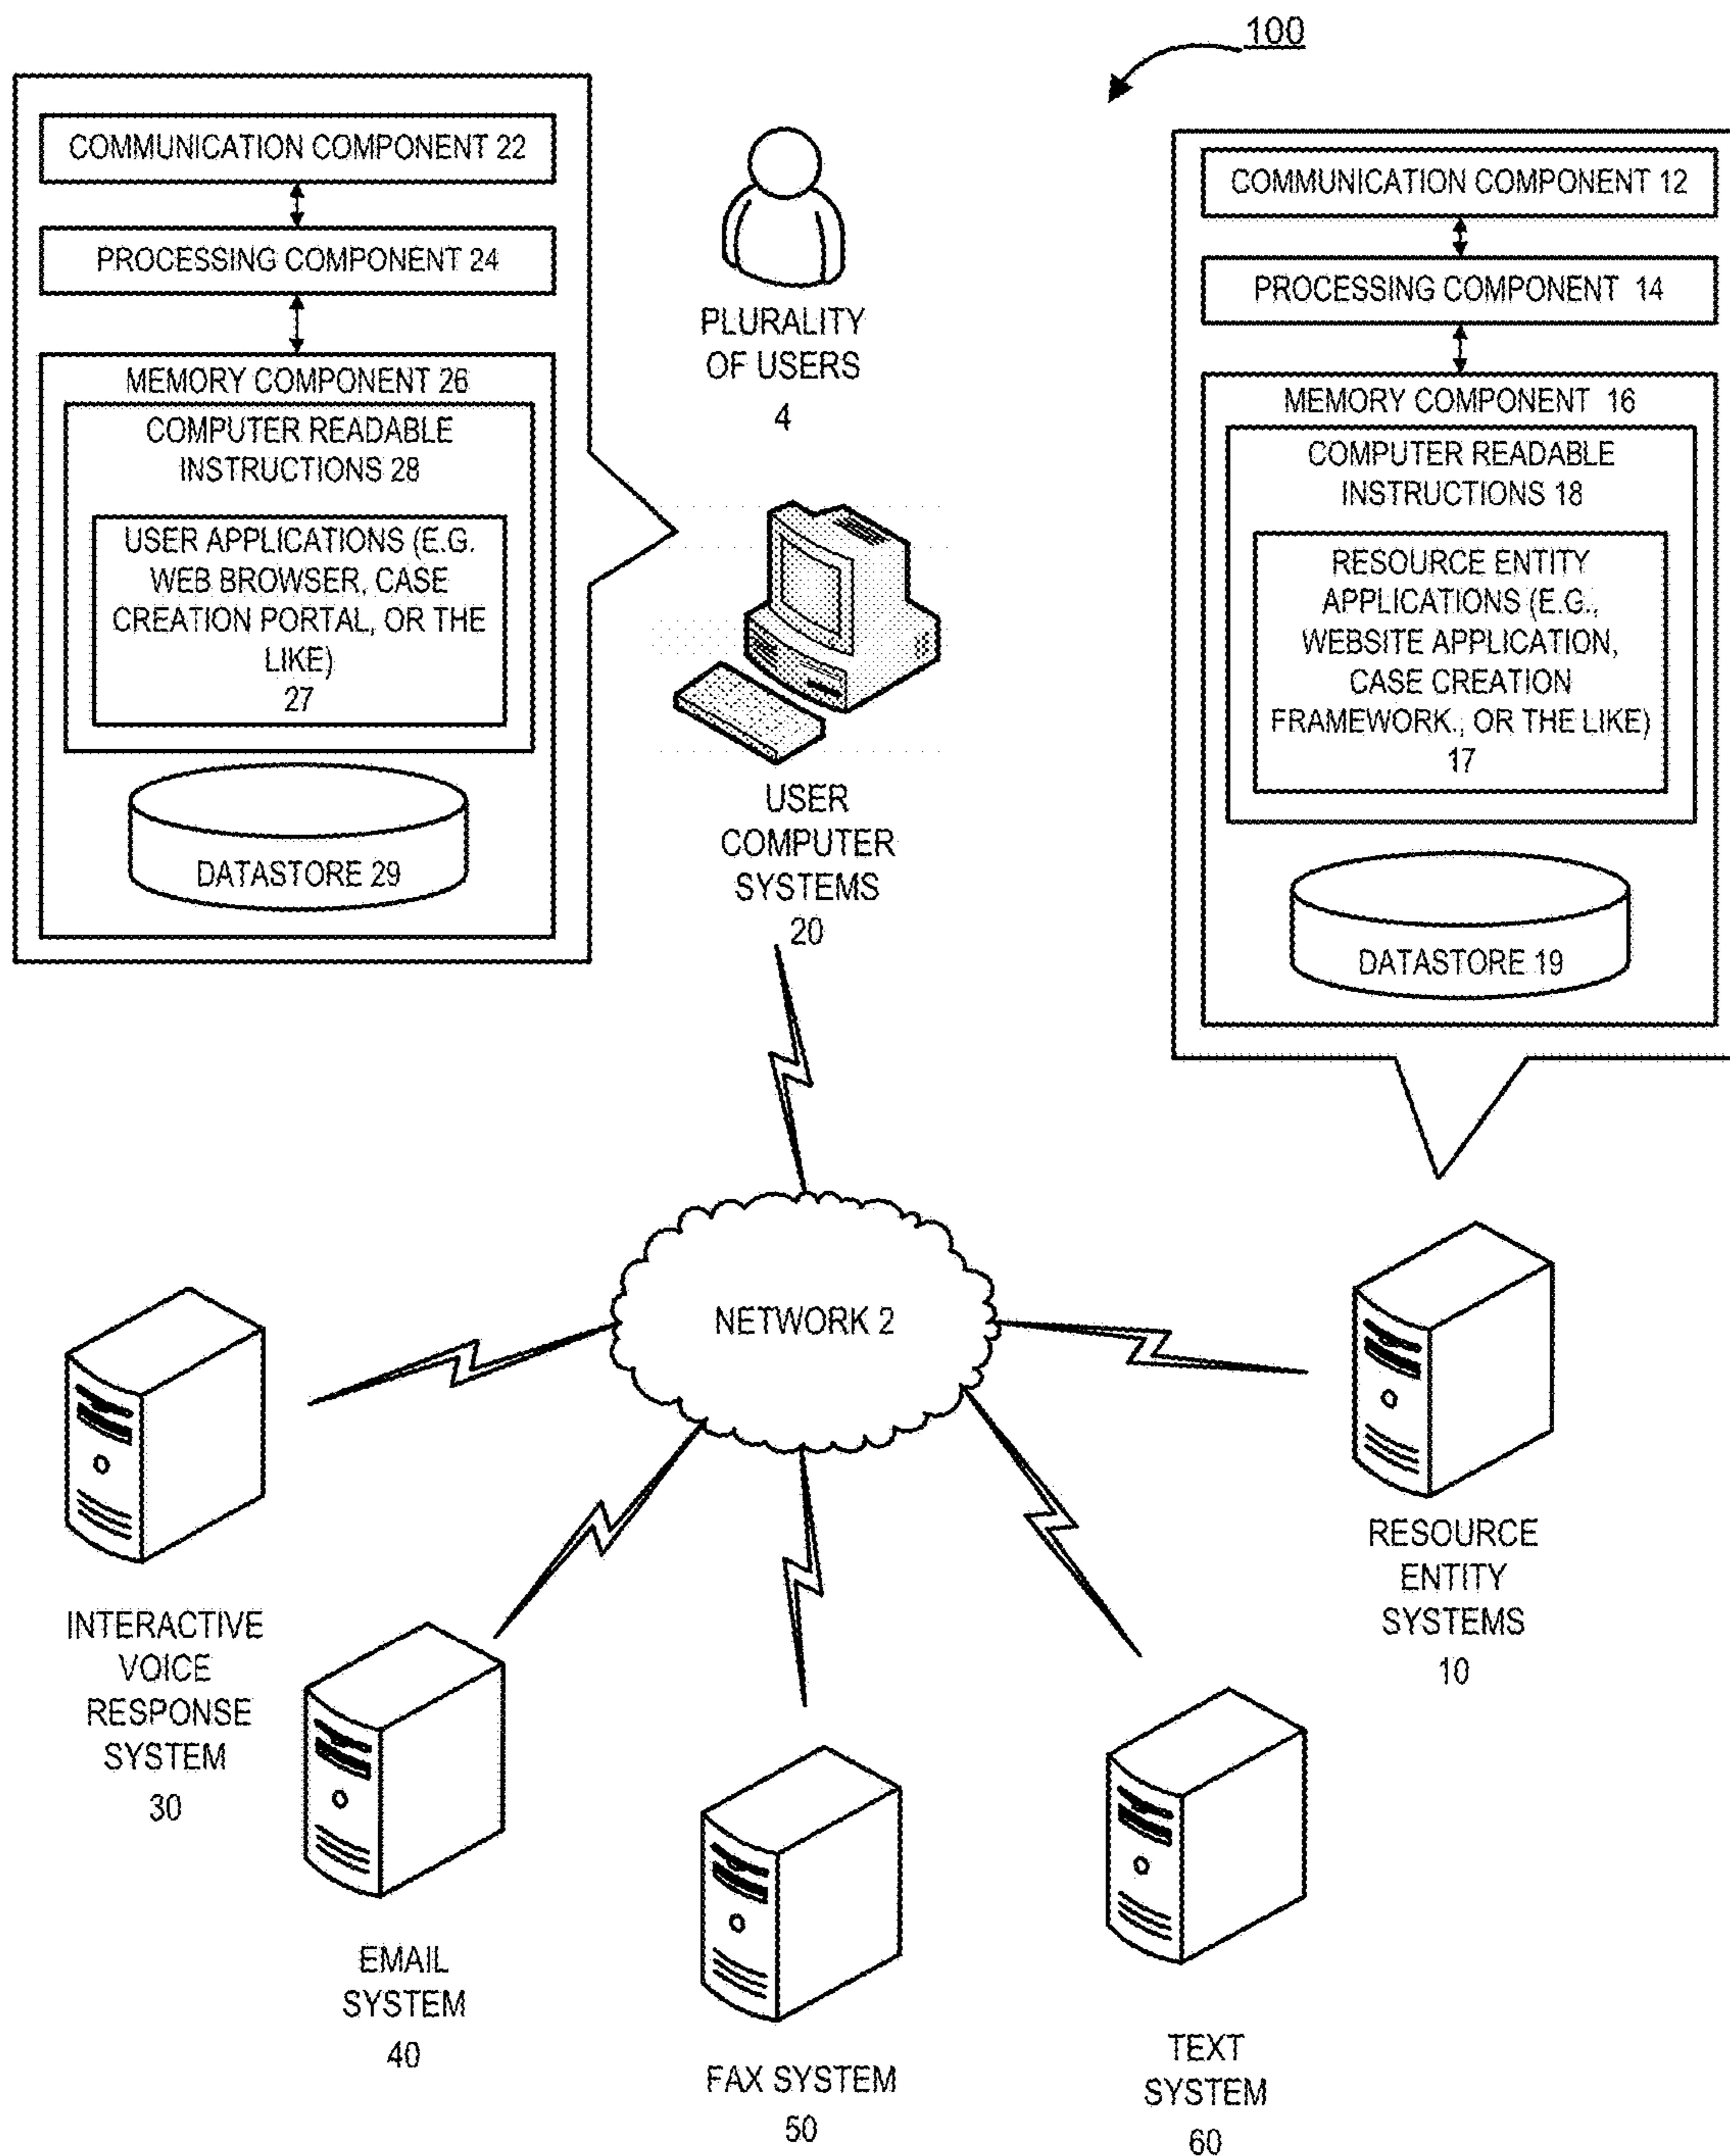 100
COMMUNICATION COMPONENT 22
PROCESSING COMPONENT 24
MEMORY COMPONENT 26
COMPUTER READABLE
INSTRUCTIONS 28
USER APPLICATIONS (E.G.
WEB BROWSER, CASE
CREATION PORTAL, OR THE
LIKE)
27
DATASTORE 29
PLURALITY
OF USERS
4
USER
COMPUTER
SYSTEMS
20
COMMUNICATION COMPONENT 12
PROCESSING COMPONENT 14
MEMORY COMPONENT 16
COMPUTER READABLE
INSTRUCTIONS 18
RESOURCE ENTITY
APPLICATIONS (E.G.,
WEBSITE APPLICATION,
CASE CREATION
FRAMEWORK., OR THE LIKE)
17
DATASTORE 19
NETWORK 2
INTERACTIVE
VOICE
RESPONSE
SYSTEM
30
EMAIL
SYSTEM
40
FAX SYSTEM
50
TEXT
SYSTEM
60
RESOURCE
ENTITY
SYSTEMS
10